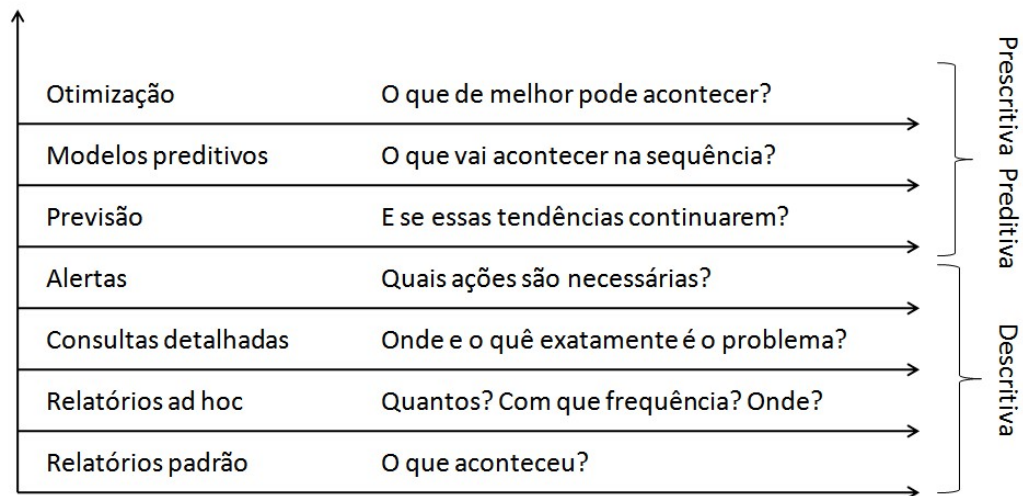 Otimização O que de melhor pode acontecer?
Modelos preditivos O que vai acontecer na sequência?
Previsão E se essas tendências continuarem?
Alertas Quais ações são necessárias?
Consultas detalhadas Onde e o quê exatamente é o problema?
Relatórios ad hoc Quantos? Com que frequência? Onde?
Relatórios padrão O que aconteceu?
Prescritiva Preditiva
Descritiva